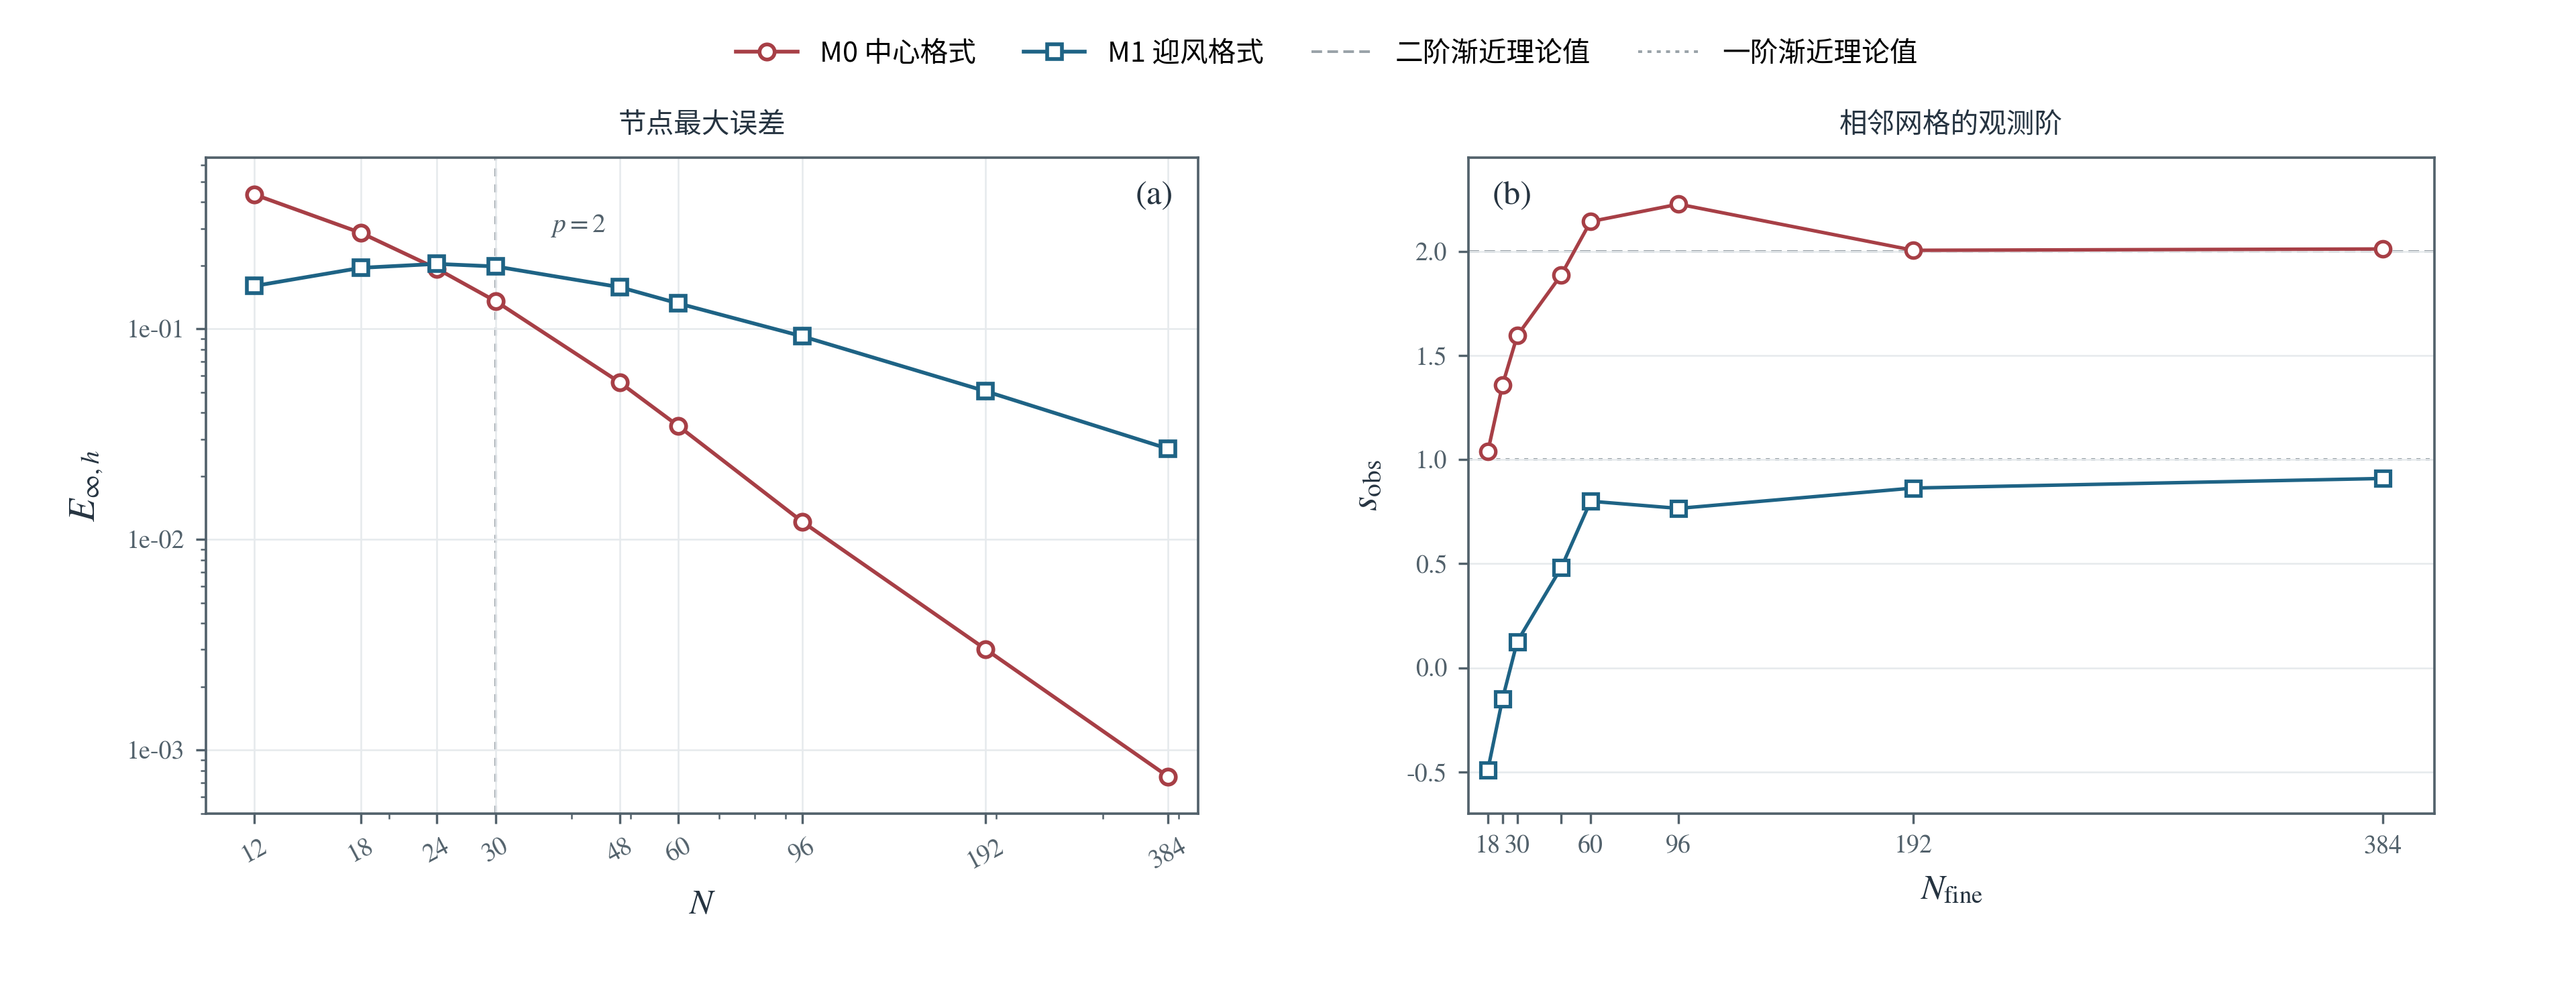 M0 中心格式 M1 迎风格式 二阶渐近理论值 一阶渐近理论值
节点最大误差
(a)
p = 2
1e-01
1e-02
1e-03
E∞, h
12 18 24 30 48 60 96 192 384
N
相邻网格的观测阶
(b)
2.0
1.5
1.0
0.5
0.0
-0.5
sobs
18 30 60 96 192 384
Nfine